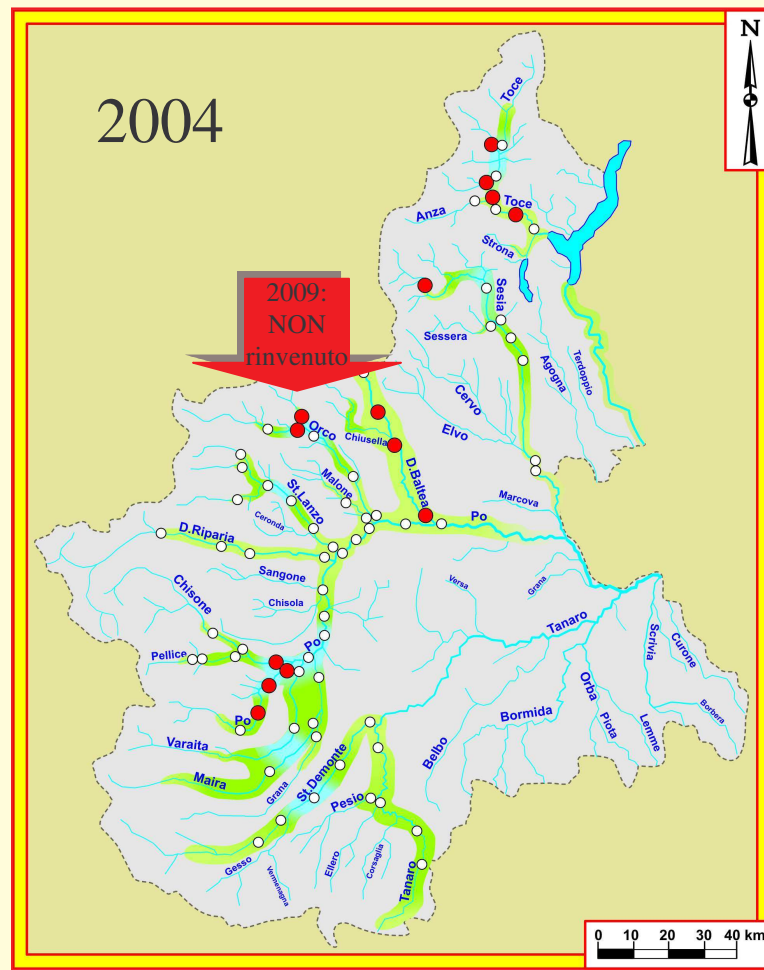 N
2004
Toce
Toce
Anza
Strona
2009:
NON
rinvenuto
Sesia
Sessera
Agogna
Terdoppio
Cervo
Elvo
Orco
Chiusella
D.Baltea
Malone
St.Lanzo
Ceronda
Marcova
Po
D.Riparia
Sangone
Chisola
Versa
Grana
Chisone
Pellice
Po
Tanaro
Scrivia
Curone
Borbera
Orba
Piota
Lemme
Bormida
Belbo
Po
Varaita
Maira
Grana
St.Demonte
Pesio
Gesso
Vermenagna
Ellero
Corsaglia
Tanaro
0 10 20 30 40 km